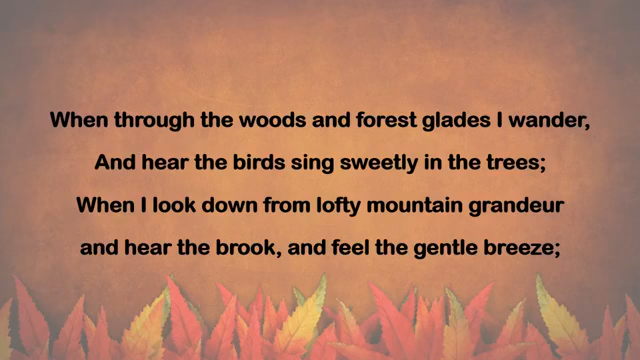 When through the woods and forest glades I wander,
And hear the birds sing sweetly in the trees;
When I look down from lofty mountain grandeur
and hear the brook, and feel the gentle breeze;